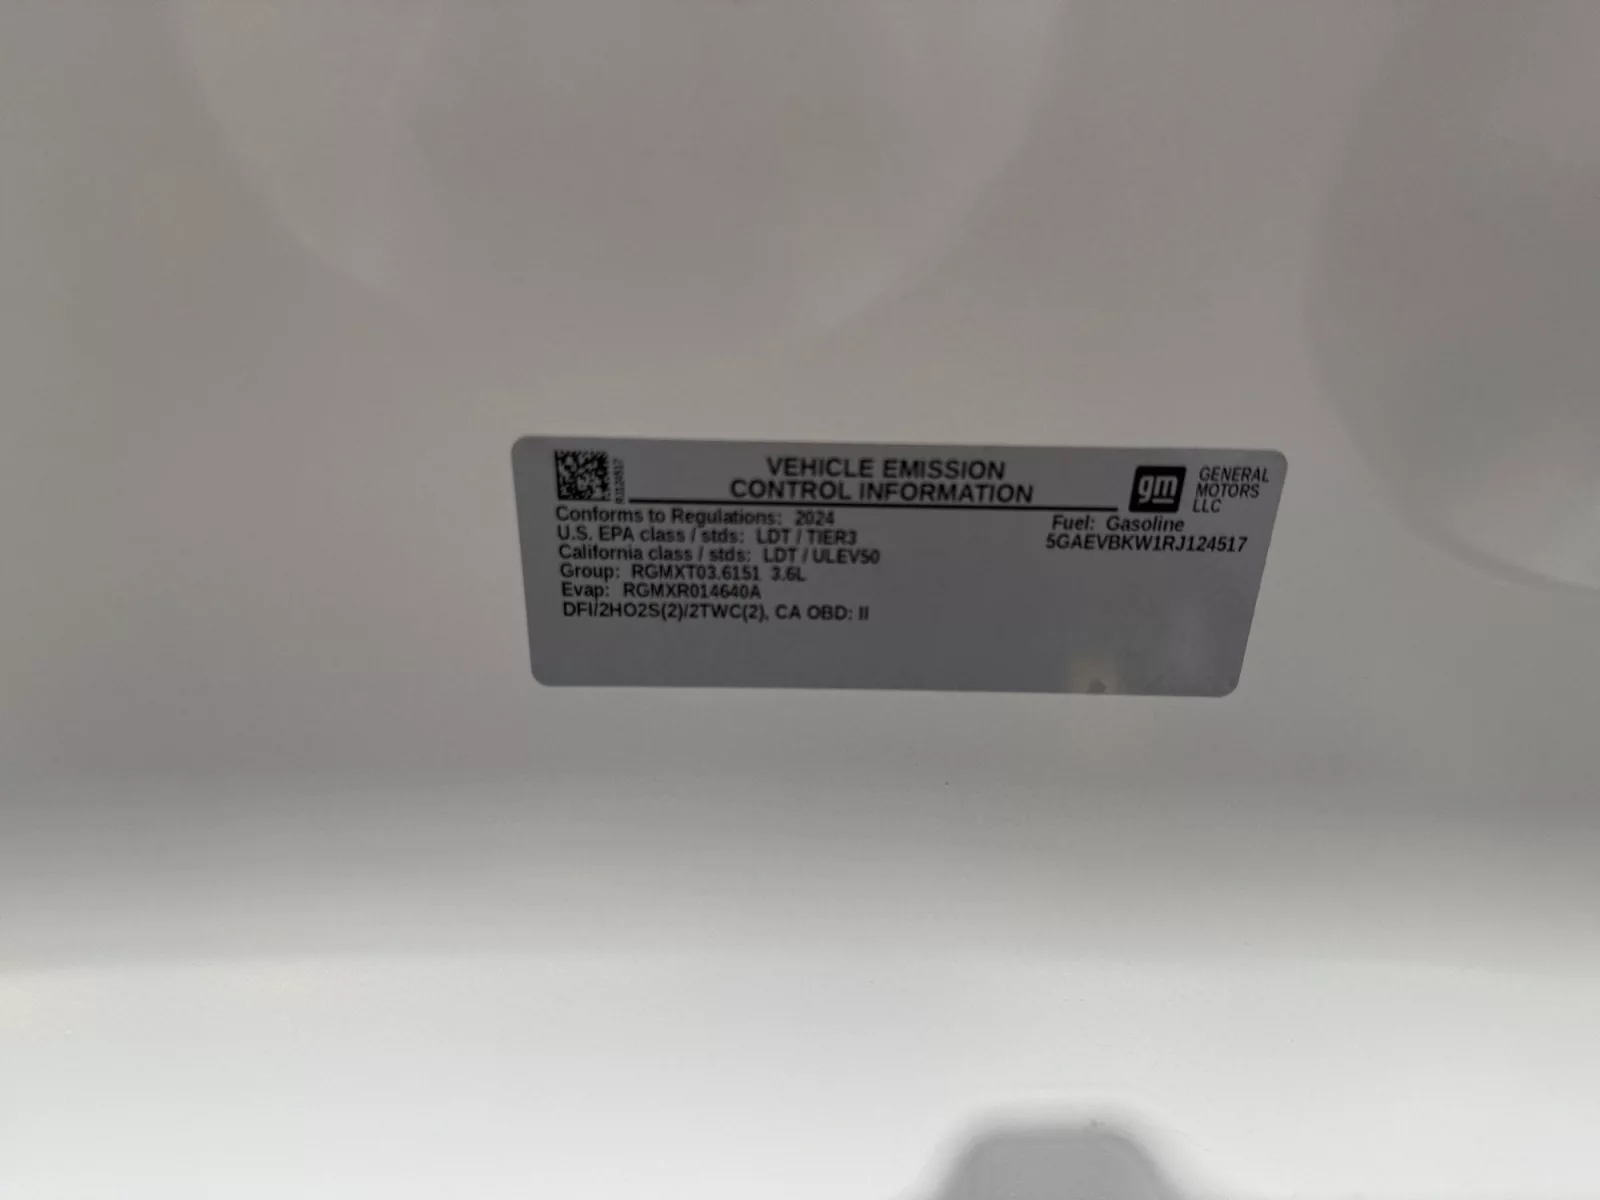 VEHICLE EMISSION
CONTROL INFORMATION
gm
GENERAL
MOTORS
LLC
Conforms to Regulations: 2024
U.S. EPA class / stds: LDT / TIER3
California class / stds: LDT / ULEV50
Group: RGMXT03.6151 3.6L
Evap: RGMXR014640A
DFI/2HO2S(2)/2TWC(2), CA OBD: II
Fuel: Gasoline
5GAEVBKW1RJ124517